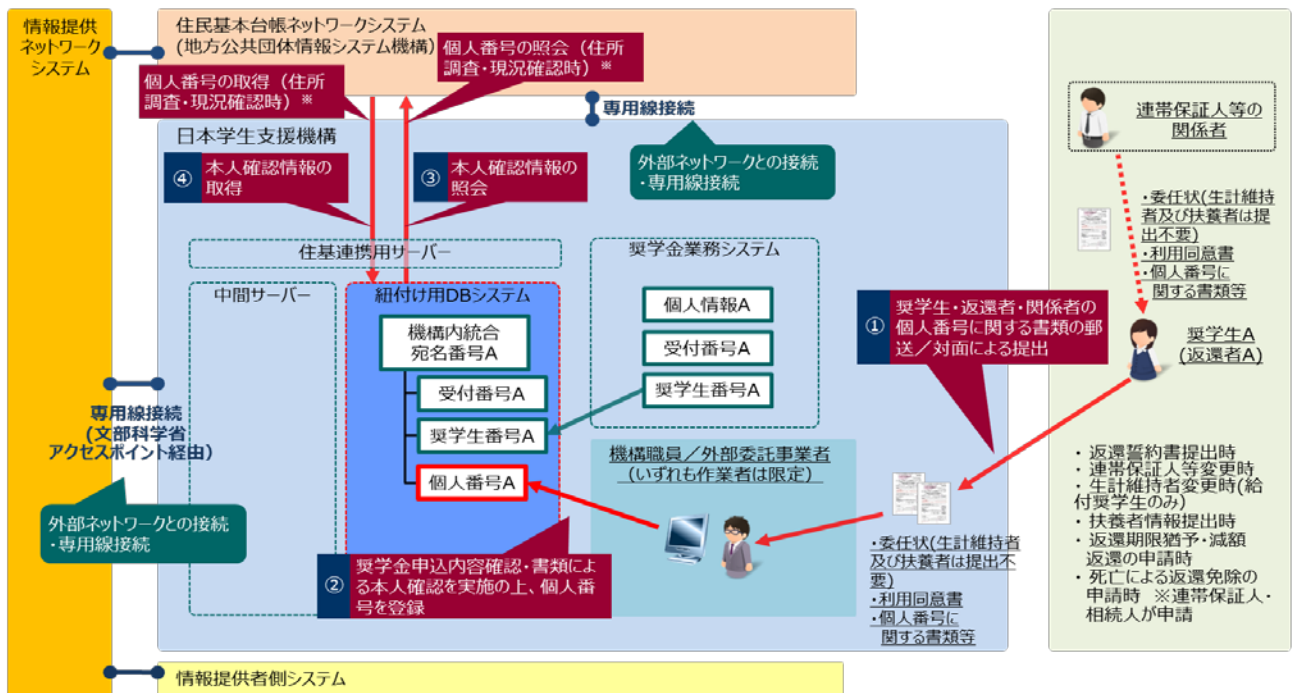 情報提供
ネットワーク
システム
住民基本台帳ネットワークシステム
(地方公共団体情報システム機構)
個人番号の照会（住所
調査・現況確認時）※
個人番号の取得（住所
調査・現況確認時）※
専用線接続
日本学生支援機構
外部ネットワークとの接続
・専用線接続
④
本人確認情報の
取得
③
本人確認情報の
照会
住基連携用サーバー
中間サーバー
紐付け用DBシステム
機構内統合
宛名番号A
受付番号A
奨学生番号A
個人番号A
奨学金業務システム
個人情報A
受付番号A
奨学生番号A
①
奨学生・返還者・関係者の
個人番号に関する書類の郵
送／対面による提出
機構職員／外部委託事業者
(いずれも作業者は限定)
②
奨学金申込内容確認・書類によ
る本人確認を実施の上、個人番
号を登録
・委任状(生計維持者
及び扶養者は提出不
要)
・利用同意書
・個人番号に
関する書類等
専用線接続
(文部科学省
アクセスポイント経由)
外部ネットワークとの接続
・専用線接続
連帯保証人等の
関係者
・委任状(生計維持
者及び扶養者は提
出不要)
・利用同意書
・個人番号に
関する書類等
奨学生A
(返還者A)
・返還誓約書提出時
・連帯保証人等変更時
・生計維持者変更時(給
付奨学生のみ)
・扶養者情報提出時
・返還期限猶予・減額
返還の申請時
・死亡による返還免除の
申請時　※連帯保証人・
相続人が申請
情報提供者側システム